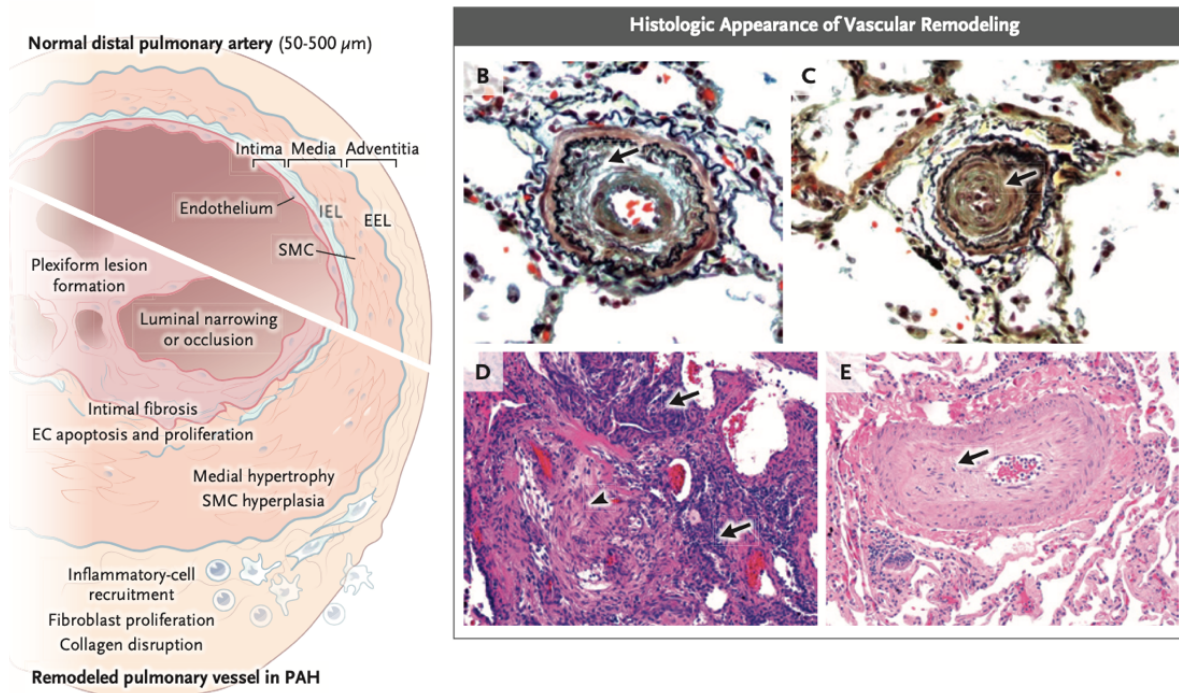 Normal distal pulmonary artery (50-500 μm)
Intima
Media
Adventitia
Endothelium
IEL
EEL
SMC
Plexiform lesion
formation
Luminal narrowing
or occlusion
Intimal fibrosis
EC apoptosis and proliferation
Medial hypertrophy
SMC hyperplasia
Inflammatory-cell
recruitment
Fibroblast proliferation
Collagen disruption
Remodeled pulmonary vessel in PAH
Histologic Appearance of Vascular Remodeling
B
C
D
E